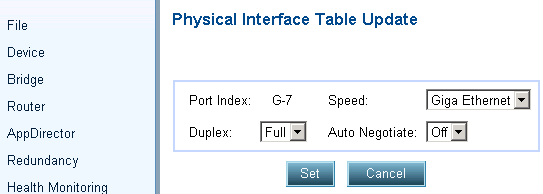 Physical Interface Table Update
File
Device
Bridge
Router
AppDirector
Redundancy
Health Monitoring
Port Index: G-7 Speed: Giga Ethernet
Duplex: Full Auto Negotiate: Off
Set Cancel